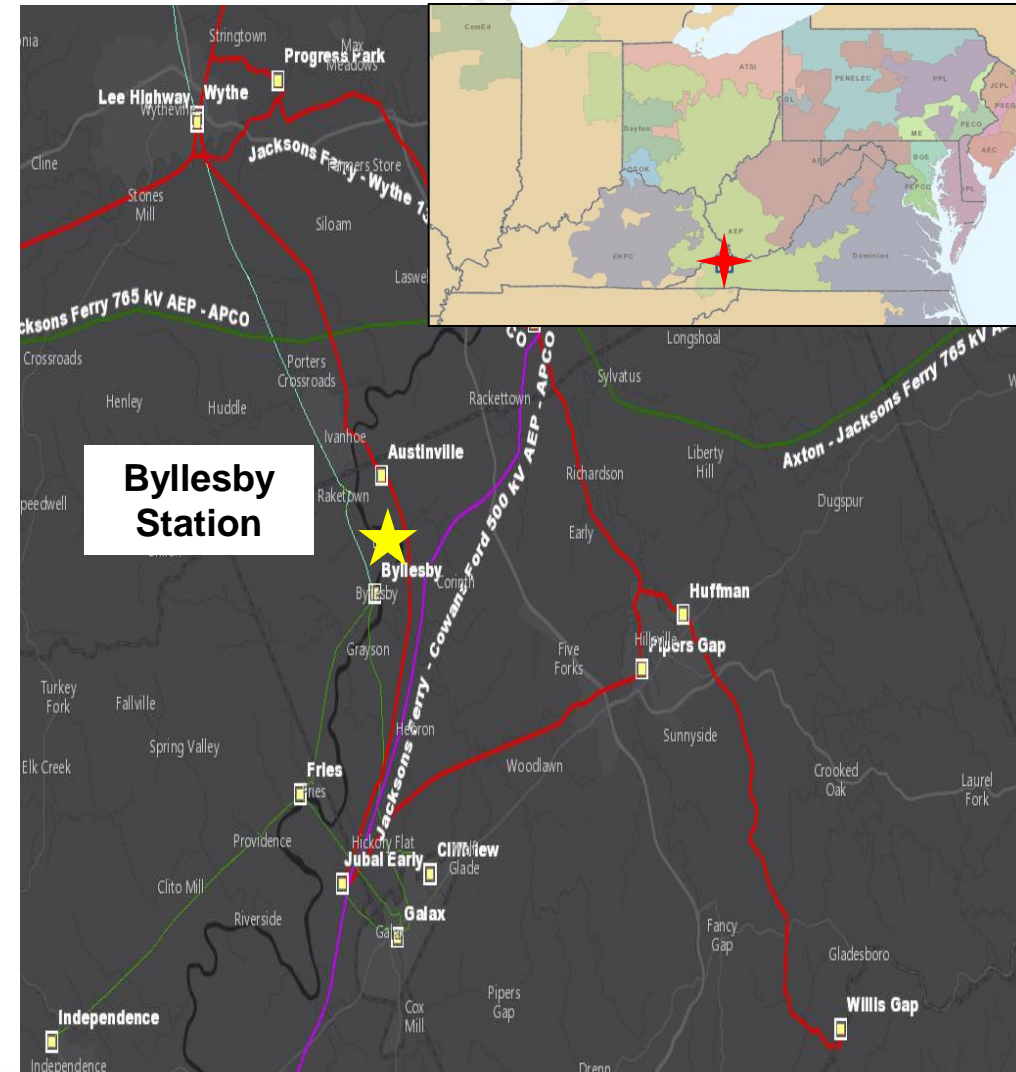 Stringtown
Max
Meadows
Progress Park
Lee Highway
Wythe
Wytheville
Cline
Jacksons Ferry - Wythe 13
Farmers Store
Stones
Mill
Siloam
cksons Ferry 765 kV AEP - APCO
Crossroads
Porters
Crossroads
Longshoal
Henley
Huddle
Rackettown
Sylvatus
Axton - Jacksons Ferry 765 kV
Ivanhoe
Austinville
Liberty
Hill
Richardson
Raketown
Dugspur
peedwell
Byllesby
Station
Early
Byllesby
Byllesby
Corinth
Huffman
Jacksons Ferry - Cowans Ford 500 kV AEP - APCO
Grayson
Five
Forks
Hillsville
Pipers Gap
Turkey
Fork
Fallville
Spring Valley
Hebron
Sunnyside
Elk Creek
Fries
Fries
Woodlawn
Crooked
Oak
Laurel
Fork
Providence
Hickory Flat
Cliffview
Glade
Jubal Early
Clito Mill
Riverside
Galax
Fancy
Gap
Gladesboro
Cox
Mill
Pipers
Gap
Willis Gap
Independence
Independence
ComEd
ATSI
PENELEC
PPL
JCPL
PSEG
DL
Dayton
ME
PECO
AEC
DEOK
BGE
PEPCO
DPL
AEP
EKPC
Dominion